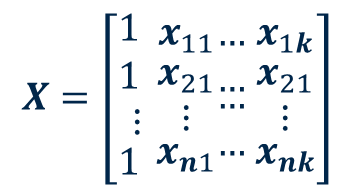 1 x₁₁ ... x₁ₖ
1 x₂₁ ... x₂₁
X = ⋮ ⋮ ... ⋮
1 xₙ₁ ... xₙₖ